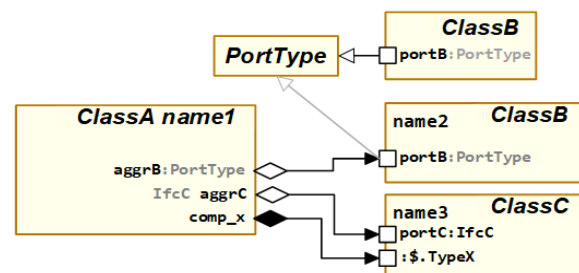 ClassB
portB:PortType
PortType
ClassA name1
aggrB:PortType
IfcC aggrC
comp_x
ClassB
name2
portB:PortType
ClassC
name3
portC:IfcC
:$.TypeX